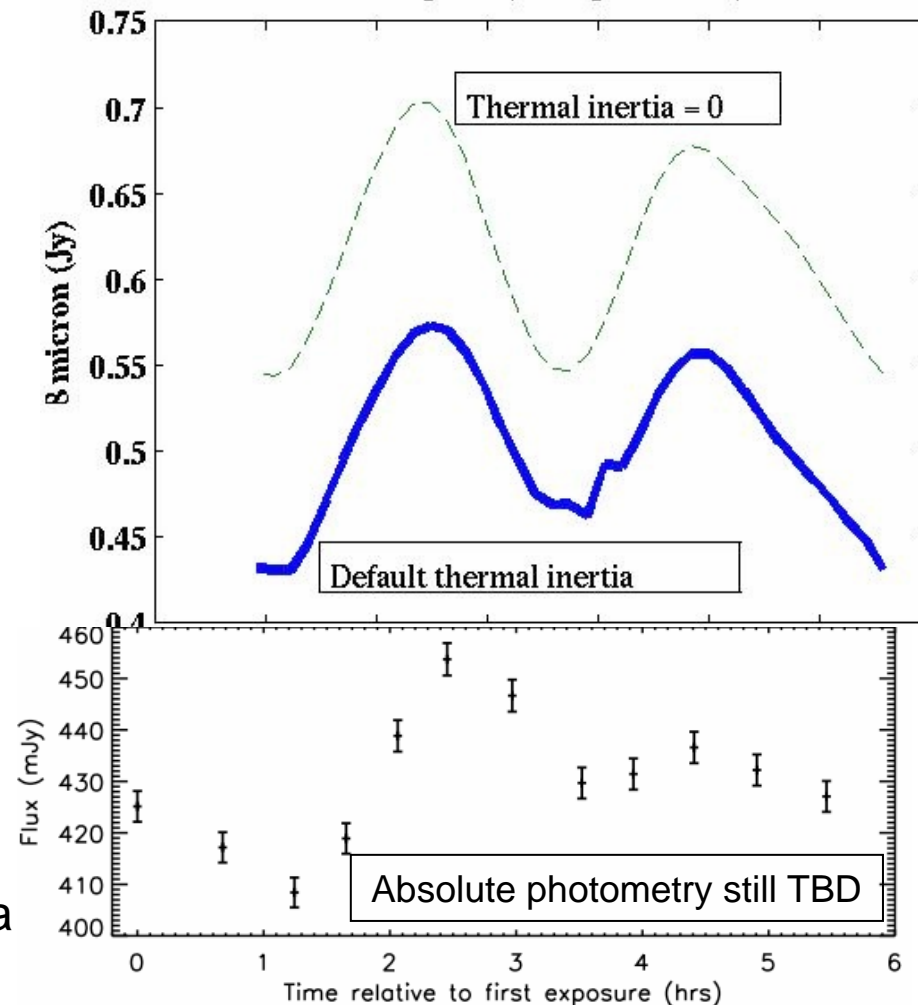 0.75
0.7
Thermal inertia = 0
0.65
0.6
8 micron (Jy)
0.55
0.5
0.45
Default thermal inertia
0.4
460
450
440
430
420
410
400
Flux (mJy)
Absolute photometry still TBD
a
0 1 2 3 4 5 6
Time relative to first exposure (hrs)